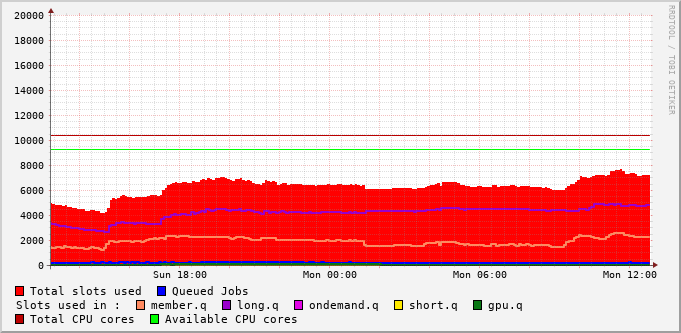 RRDTOOL / TOBI OETIKER
20000
18000
16000
14000
12000
10000
8000
6000
4000
2000
0
Sun 18:00 Mon 00:00 Mon 06:00 Mon 12:00
Total slots used Queued Jobs
Slots used in : member.q long.q ondemand.q short.q gpu.q
Total CPU cores Available CPU cores